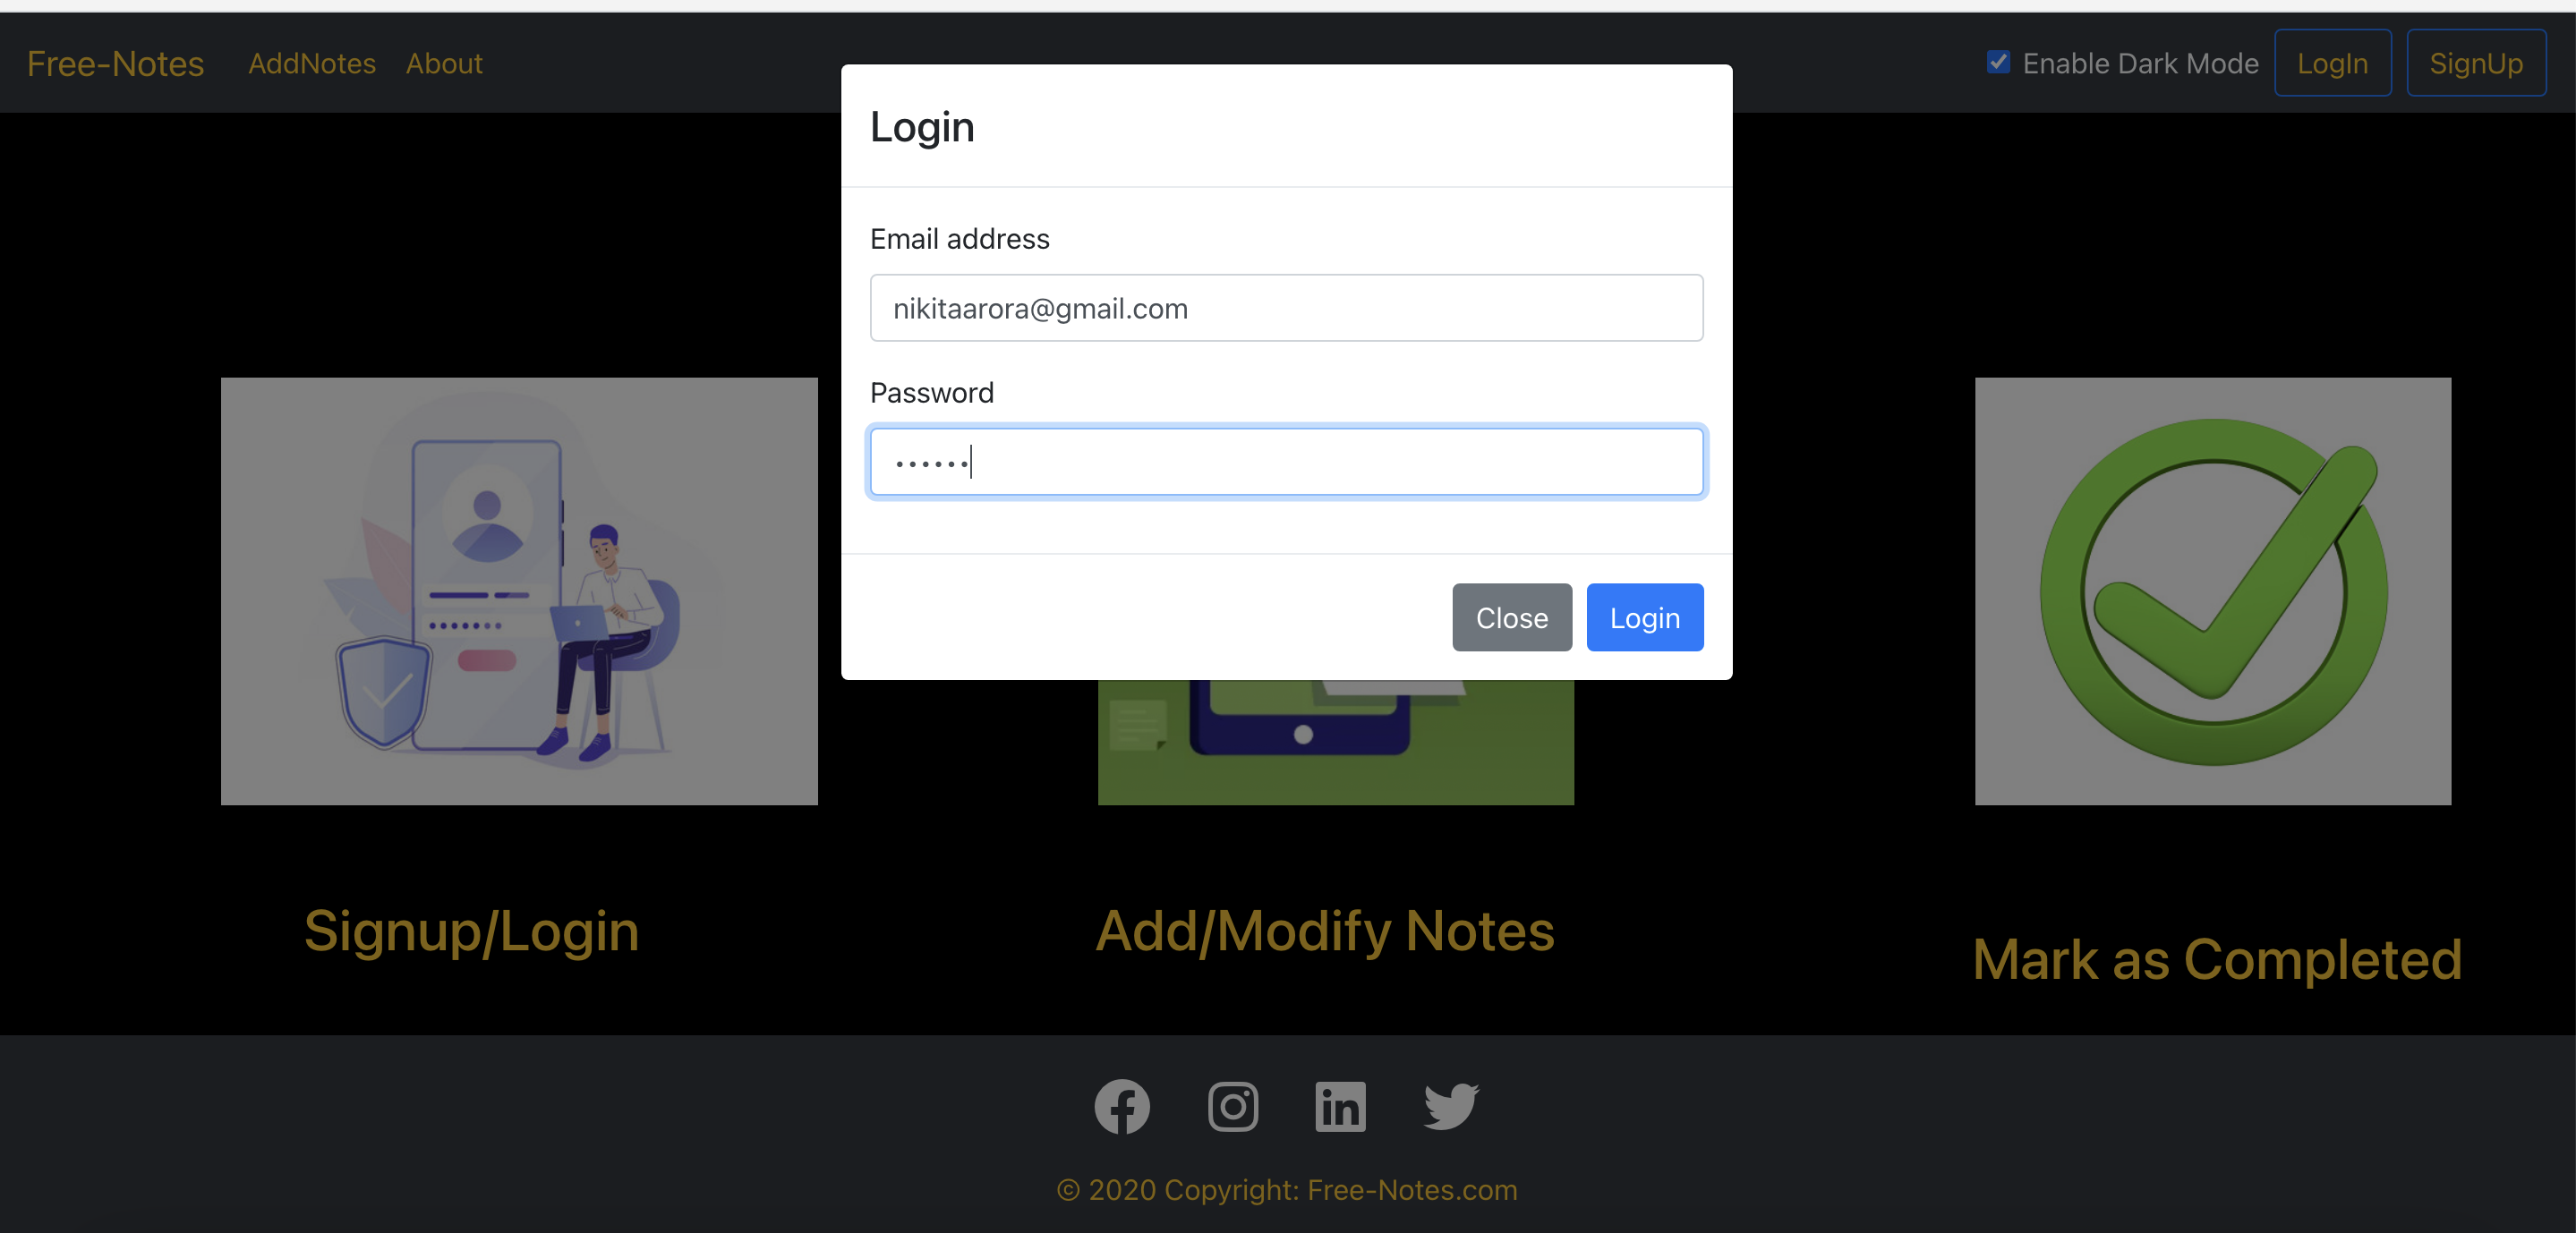 Free-Notes AddNotes About Enable Dark Mode LogIn SignUp
Login
Email address
nikitaarora@gmail.com
Password
••••••
Close Login
Signup/Login Add/Modify Notes Mark as Completed
© 2020 Copyright: Free-Notes.com